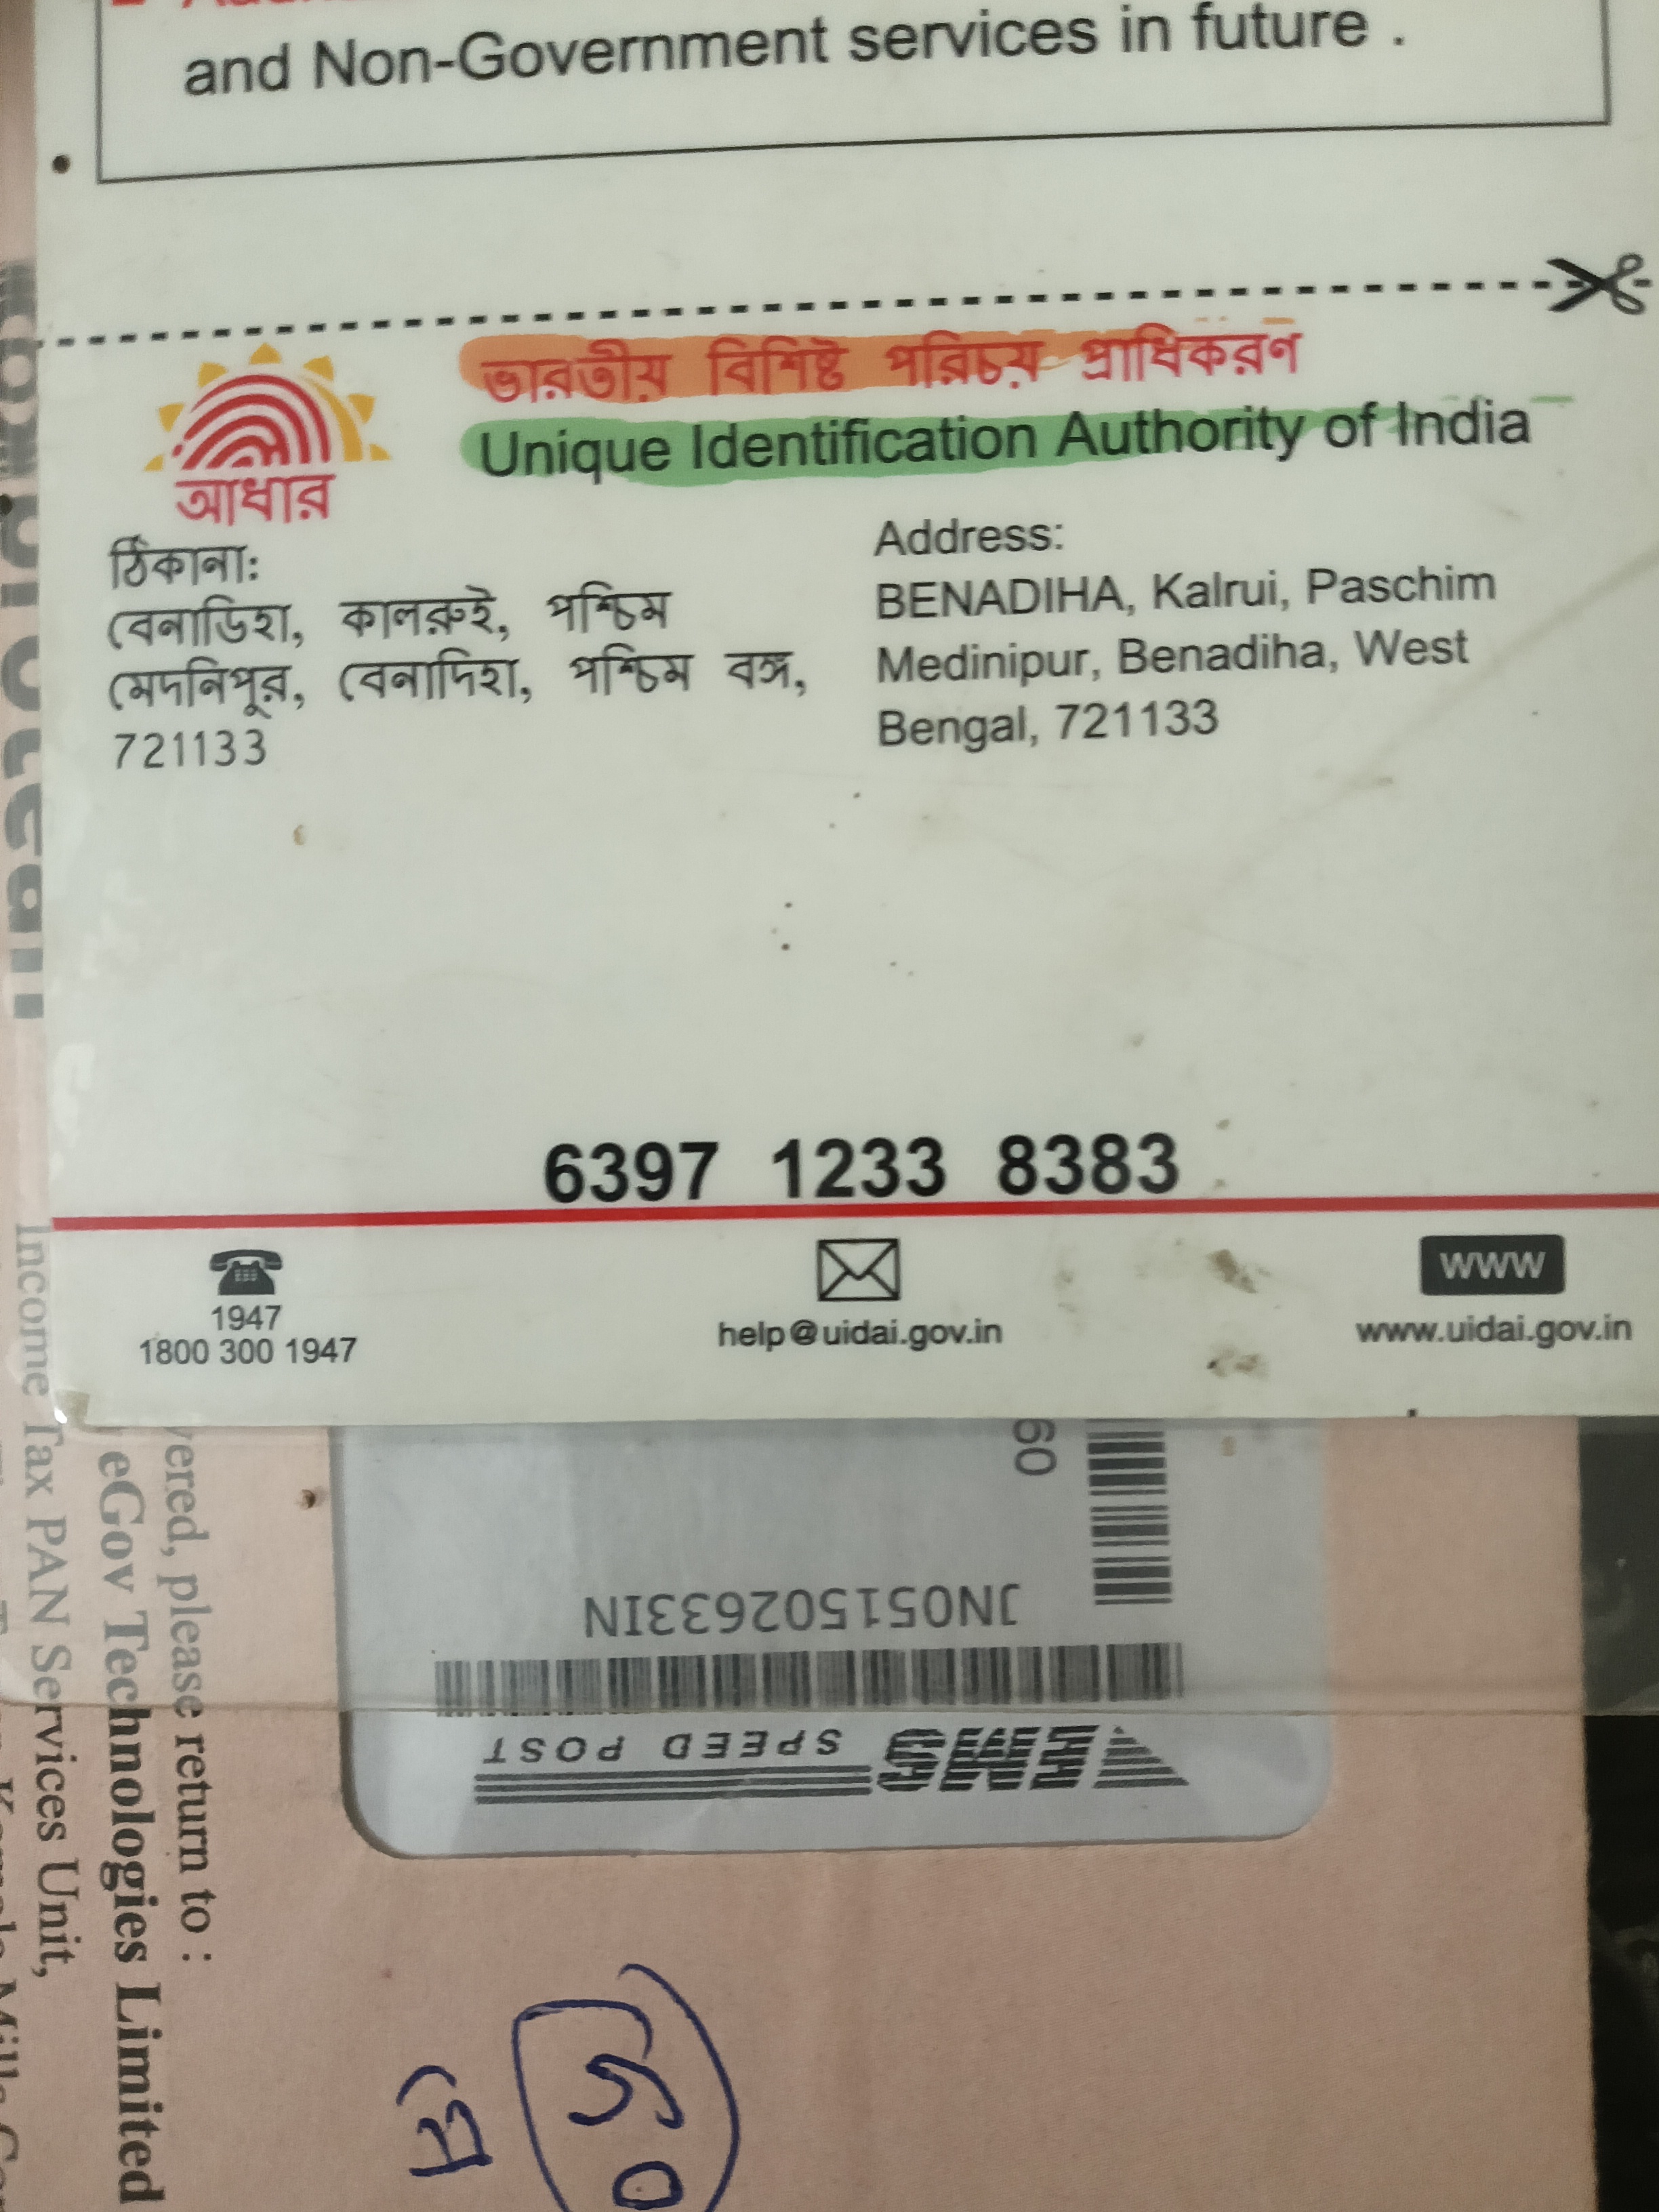 and Non-Government services in future .
ভারতীয় বিশিষ্ট পরিচয় প্রাধিকরণ
Unique Identification Authority of India
আধার
ঠিকানা:
বেনাডিহা, কালরুই, পশ্চিম
মেদনিপুর, বেনাদিহা, পশ্চিম বঙ্গ,
721133
Address:
BENADIHA, Kalrui, Paschim
Medinipur, Benadiha, West
Bengal, 721133
6397 1233 8383
1947
1800 300 1947
help@uidai.gov.in
WWW
www.uidai.gov.in
60
JN051502633IN
EMS SPEED POST
please return to :
eGov Technologies Limited
Income Tax PAN Services Unit,